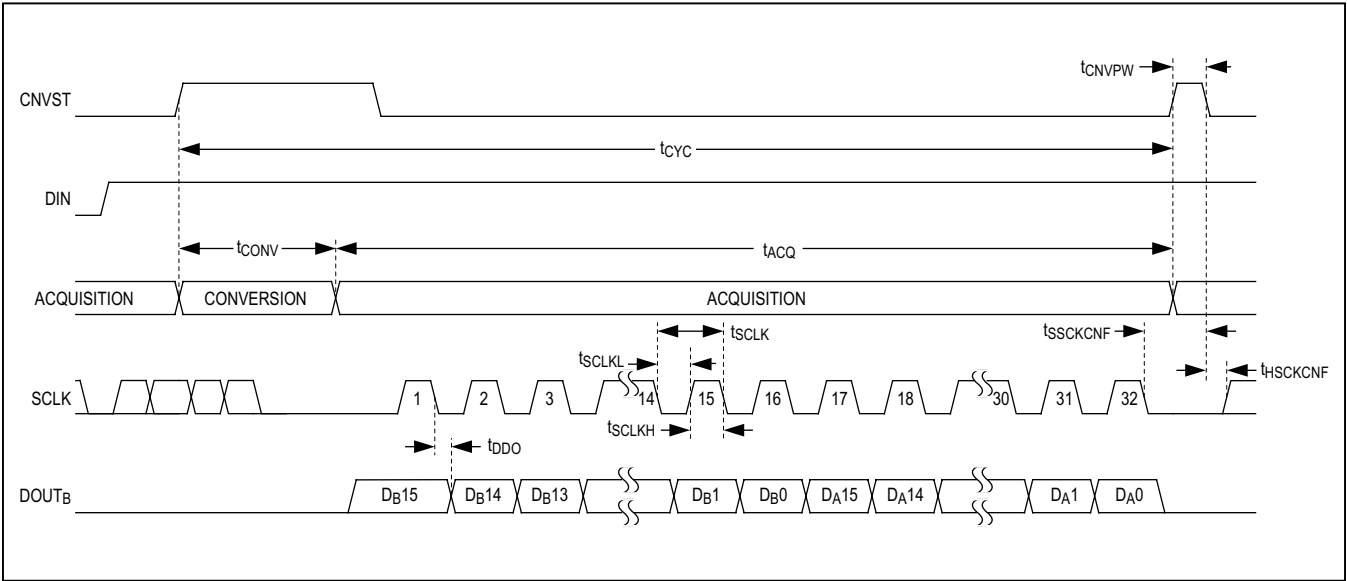 tCNVPW
CNVST
tCYC
DIN
tCONV tACQ
ACQUISITION CONVERSION ACQUISITION
tSCLK tSSCKCNF
tSCLKL tHSCKCNF
SCLK 1 2 3 14 15 16 17 18 30 31 32
tSCLKH
tDDO
DOUTB DB15 DB14 DB13 DB1 DB0 DA15 DA14 DA1 DA0